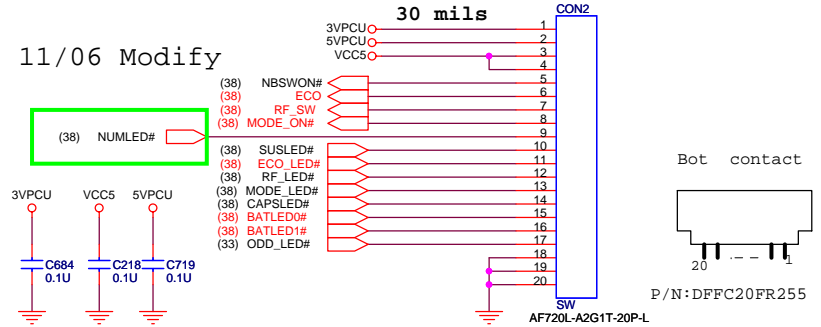 CON2
30 mils
3VPCU 1
5VPCU 2
VCC5 3
4
11/06 Modify
(38) NBSWON# 5
(38) ECO 6
(38) RF_SW 7
(38) MODE_ON# 8
(38) NUMLED# 9
(38) SUSLED# 10
(38) ECO_LED# 11
(38) RF_LED# 12
(38) MODE_LED# 13
(38) CAPSLED# 14
(38) BATLED0# 15
(38) BATLED1# 16
(33) ODD_LED# 17
18
19
20
SW
AF720L-A2G1T-20P-L
3VPCU VCC5 5VPCU
C684 C218 C719
0.1U 0.1U 0.1U
Bot contact
20 1
P/N:DFFC20FR255